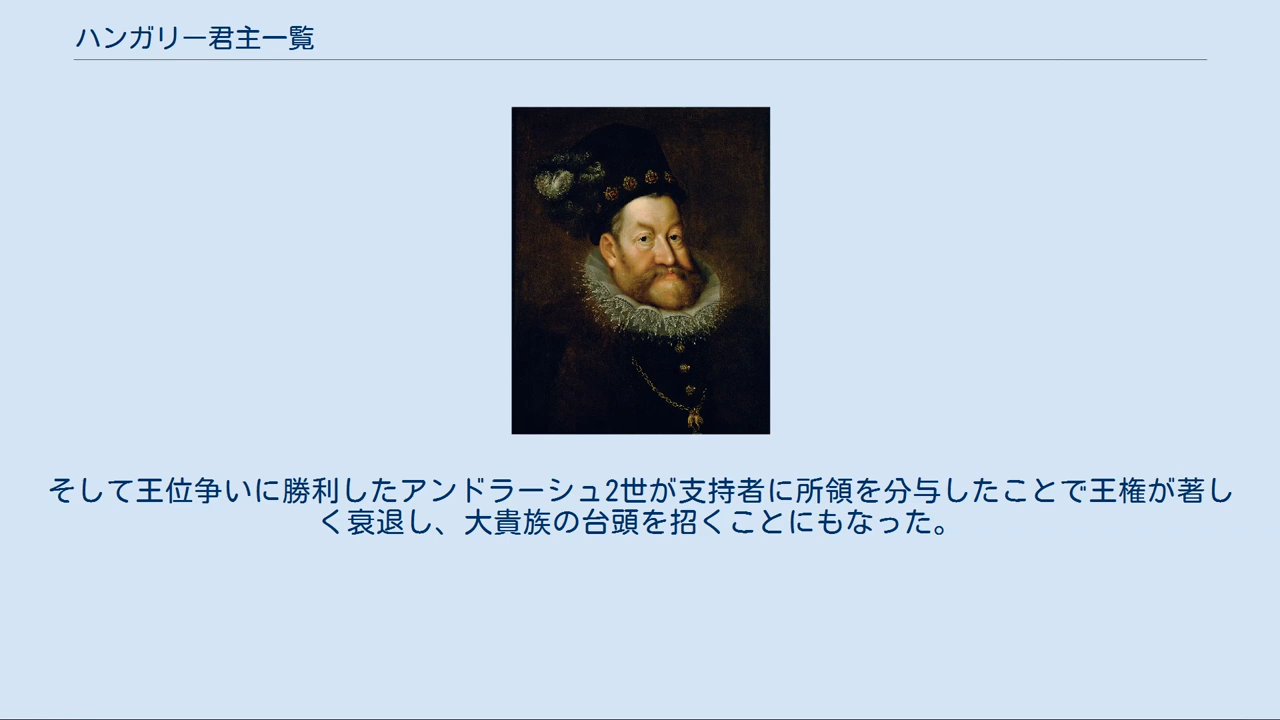 ハンガリー君主一覧
そして王位争いに勝利したアンドラーシュ2世が支持者に所領を分与したことで王権が著し
く衰退し、大貴族の台頭を招くことにもなった。